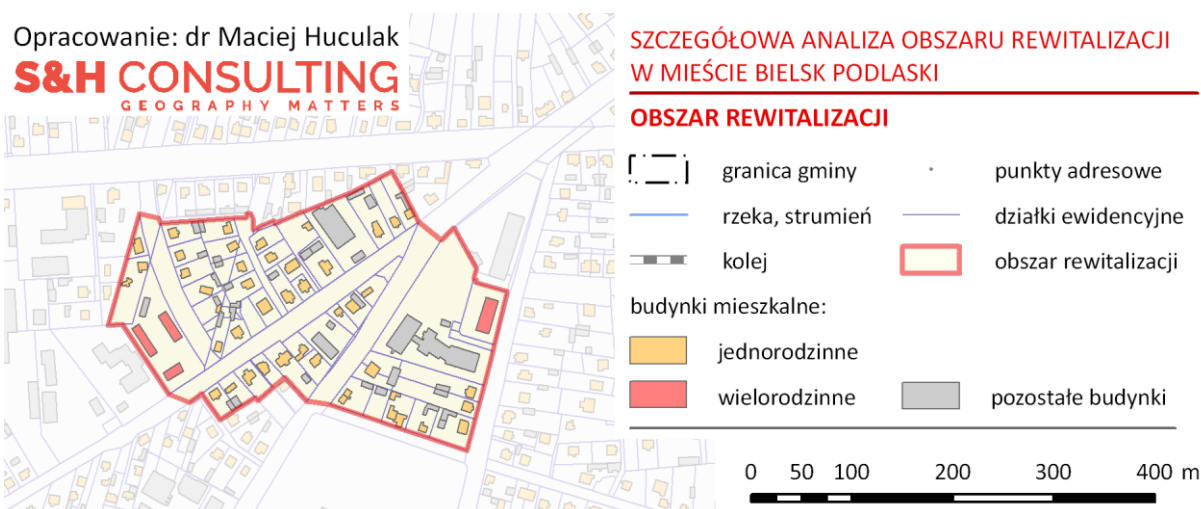 Opracowanie: dr Maciej Huculak
S&H CONSULTING
GEOGRAPHY MATTERS
SZCZEGÓŁOWA ANALIZA OBSZARU REWITALIZACJI
W MIEŚCIE BIELSK PODLASKI
OBSZAR REWITALIZACJI
granica gminy
punkty adresowe
rzeka, strumień
działki ewidencyjne
kolej
obszar rewitalizacji
budynki mieszkalne:
jednorodzinne
wielorodzinne
pozostałe budynki
0 50 100 200 300 400 m